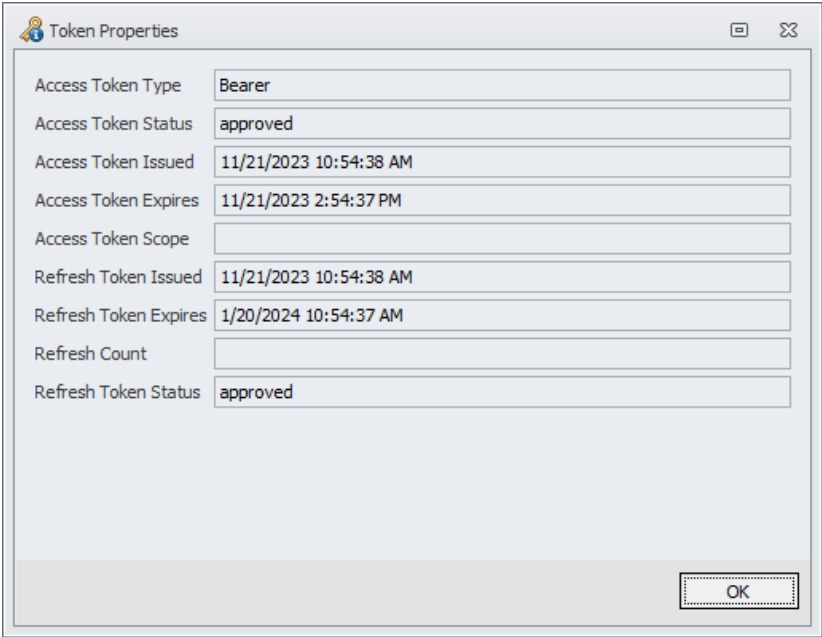 Token Properties
Access Token Type Bearer
Access Token Status approved
Access Token Issued 11/21/2023 10:54:38 AM
Access Token Expires 11/21/2023 2:54:37 PM
Access Token Scope
Refresh Token Issued 11/21/2023 10:54:38 AM
Refresh Token Expires 1/20/2024 10:54:37 AM
Refresh Count
Refresh Token Status approved
OK